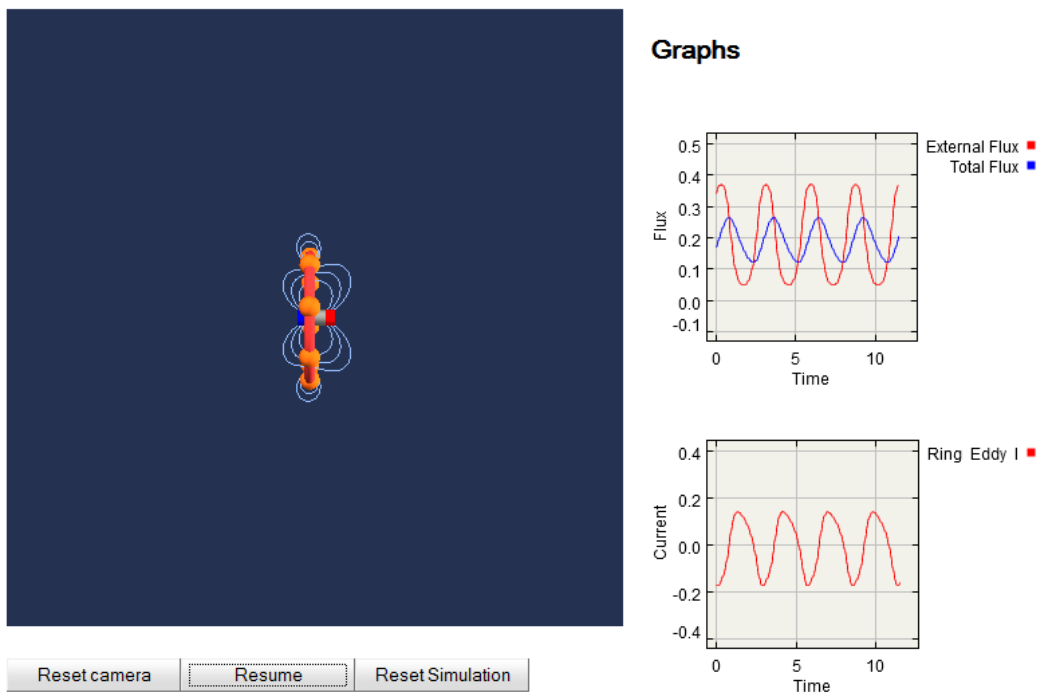 Graphs
0.5
0.4
0.3
0.2
0.1
0.0
-0.1
Flux
0 5 10
Time
External Flux
Total Flux
0.4
0.2
0.0
-0.2
-0.4
Current
0 5 10
Time
Ring Eddy I
Reset camera
Resume
Reset Simulation